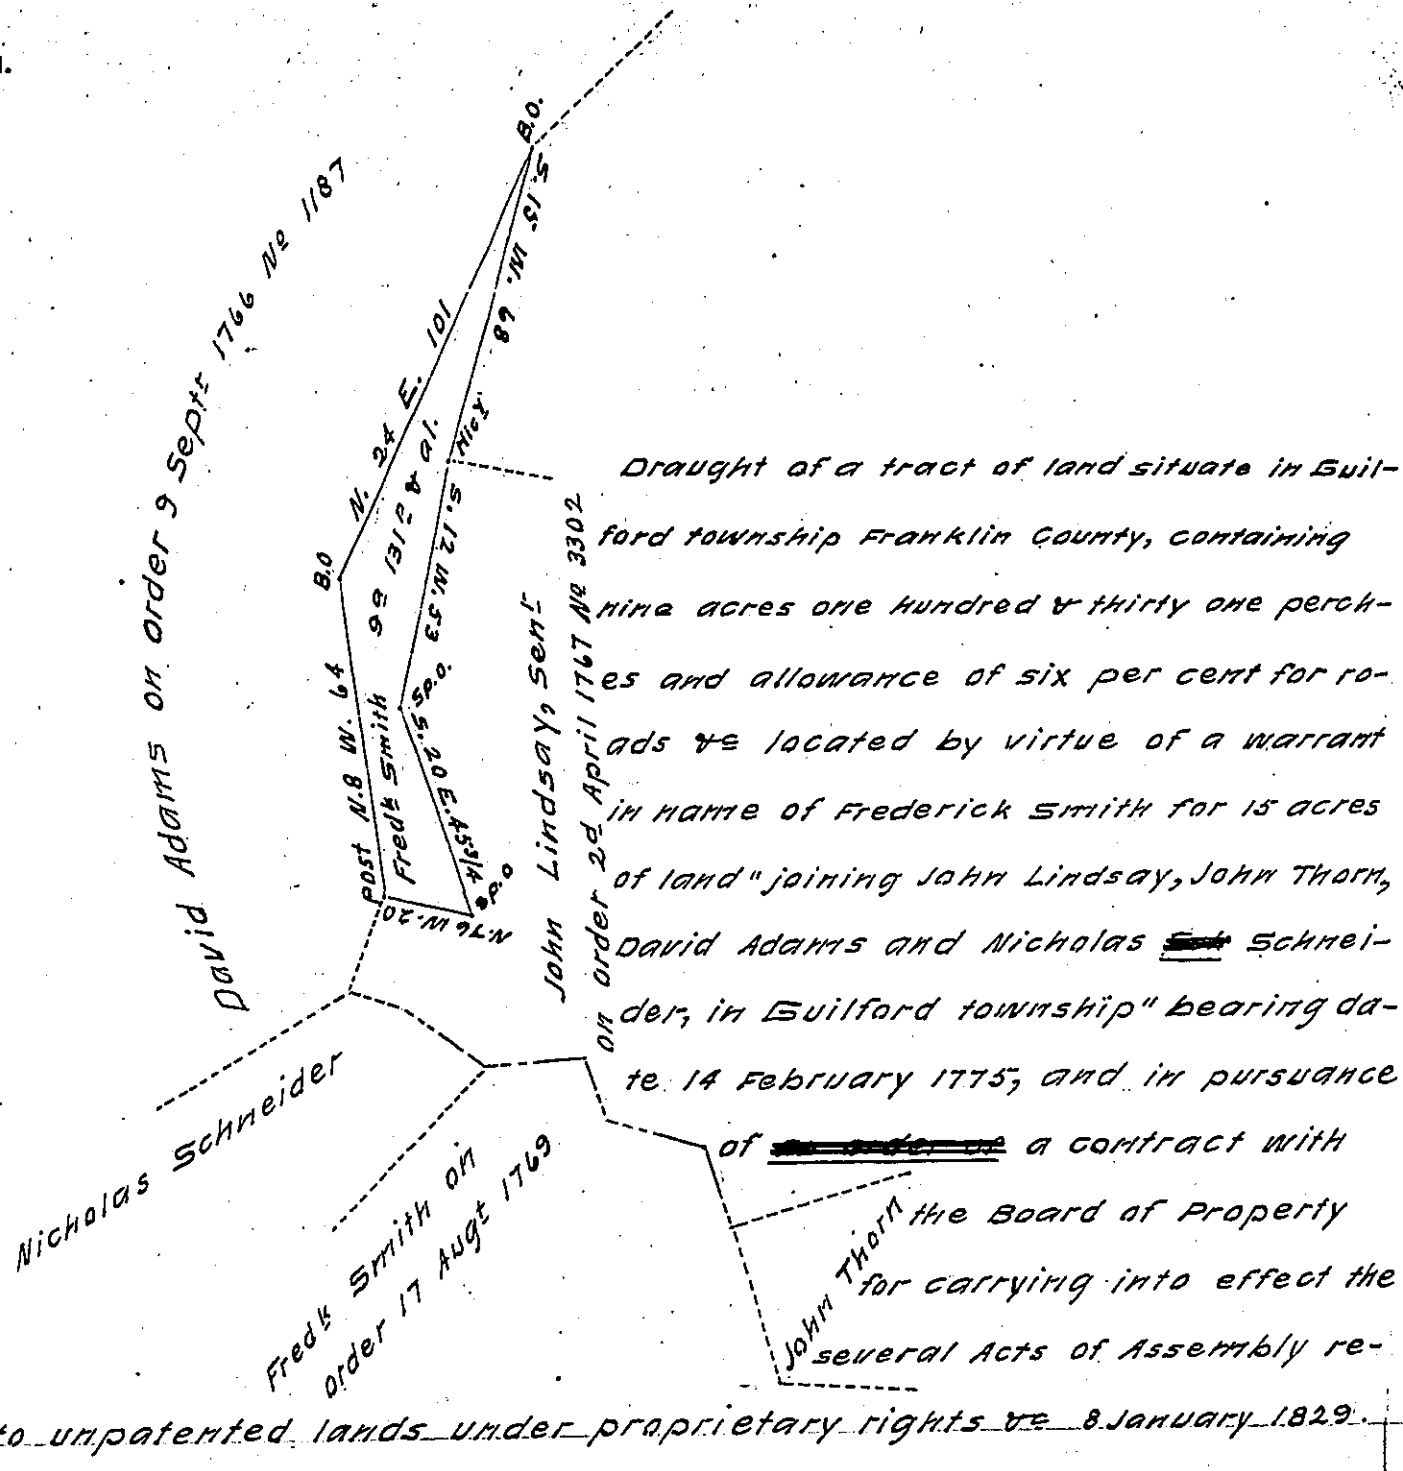 David Adams on order 9 Septr 1766 No 1187
B.O.
S. 15 W. 68
N. 24 E. 101
Hicy
S. 12 W. 53
B.O
9a 131p & al.
Fredk Smith
Sp.o.
S. 20 E. 45 3/4
Sp.o
N. 76 W. 20
Post N. 8 W. 64
John Lindsay, Senr
on order 2d April 1767 No 3302
Nicholas Schneider
Fredk Smith on
order 17 Augt 1769
John Thorn
Draught of a tract of land situate in Guil-
ford township Franklin County, containing
nine acres one hundred & thirty one perch-
es and allowance of six per cent for ro-
ads &c located by virtue of a warrant
in name of Frederick Smith for 15 acres
of land "joining John Lindsay, John Thorn,
David Adams and Nicholas Schnei-
der, in Guilford township" bearing da-
te 14 February 1775, and in pursuance
of a contract with
the Board of Property
for carrying into effect the
several Acts of Assembly re-
to unpatented lands under proprietary rights &c 8 January 1829.